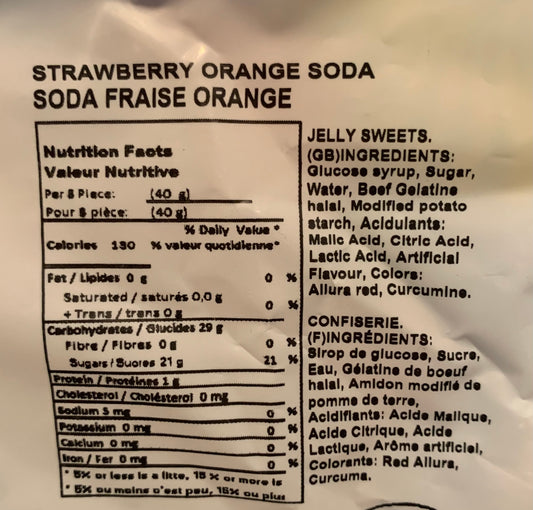 STRAWBERRY ORANGE SODA
SODA FRAISE ORANGE
Nutrition Facts
Valeur Nutritive
Per 8 Piece: (40 g)
Pour 8 pièce: (40 g)
% Daily Value *
Calories 130 % valeur quotidienne*
Fat / Lipides 0 g 0 %
Saturated / saturés 0,0 g
+ Trans / trans 0 g 0 %
Carbohydrates / Glucides 29 g
Fibre / Fibres 0 g 0 %
Sugars / Sucres 21 g 21 %
Protein / Protéines 1 g
Cholesterol / Cholésterol 0 mg
Sodium 5 mg 0 %
Potassium 0 mg 0 %
Calcium 0 mg 0 %
Iron / Fer 0 mg 0 %
* 5% or less is a litte, 15 % or more is
* 5% ou moins c'est peu, 15% ou plus
JELLY SWEETS.
(GB)INGREDIENTS:
Glucose syrup, Sugar,
Water, Beef Gelatine
halal, Modified potato
starch, Acidulants:
Malic Acid, Citric Acid,
Lactic Acid, Artificial
Flavour, Colors:
Allura red, Curcumine.
CONFISERIE.
(F)INGRÉDIENTS:
Sirop de glucose, Sucre,
Eau, Gélatine de boeuf
halal, Amidon modifié de
pomme de terre,
Acidifiants: Acide Malique,
Acide Citrique, Acide
Lactique, Arôme artificiel,
Colorants: Red Allura,
Curcuma.